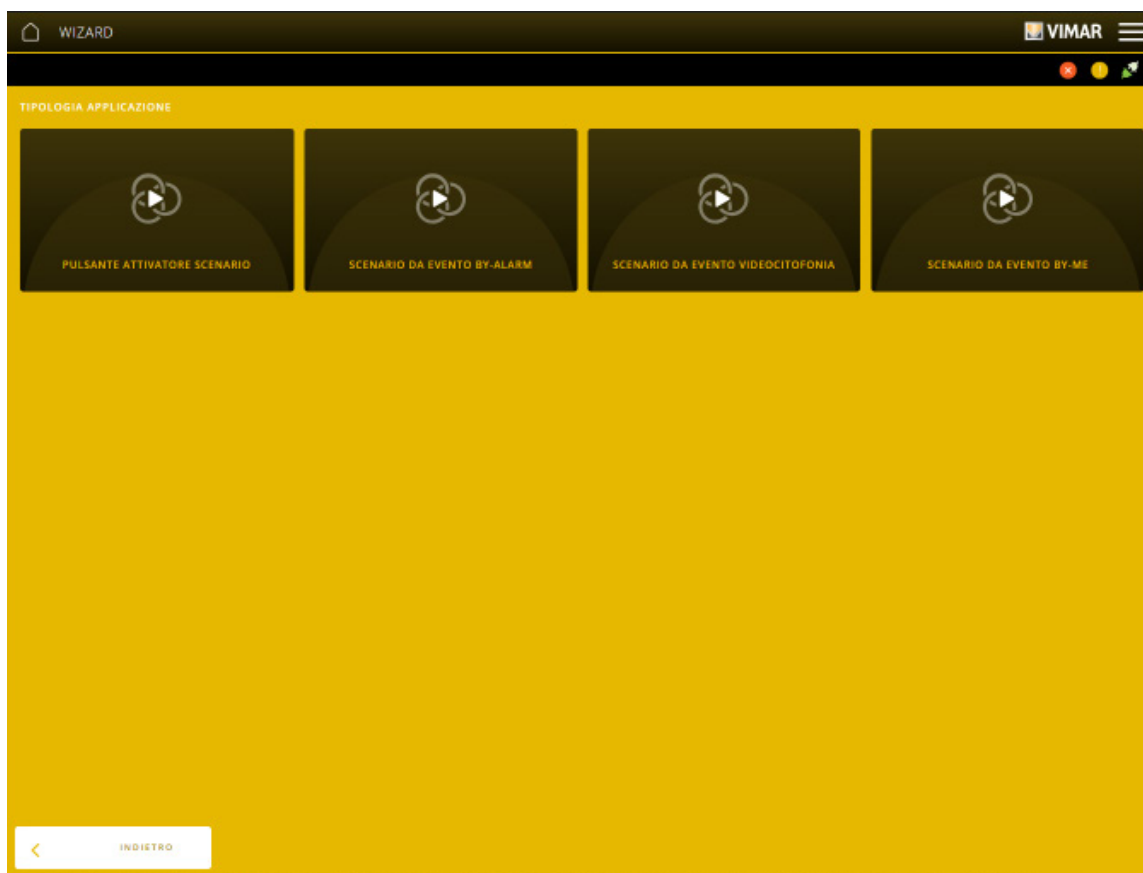 WIZARD
VIMAR
TIPOLOGIA APPLICAZIONE
PULSANTE ATTIVATORE SCENARIO
SCENARIO DA EVENTO BY-ALARM
SCENARIO DA EVENTO VIDEOCITOFONIA
SCENARIO DA EVENTO BY-ME
INDIETRO